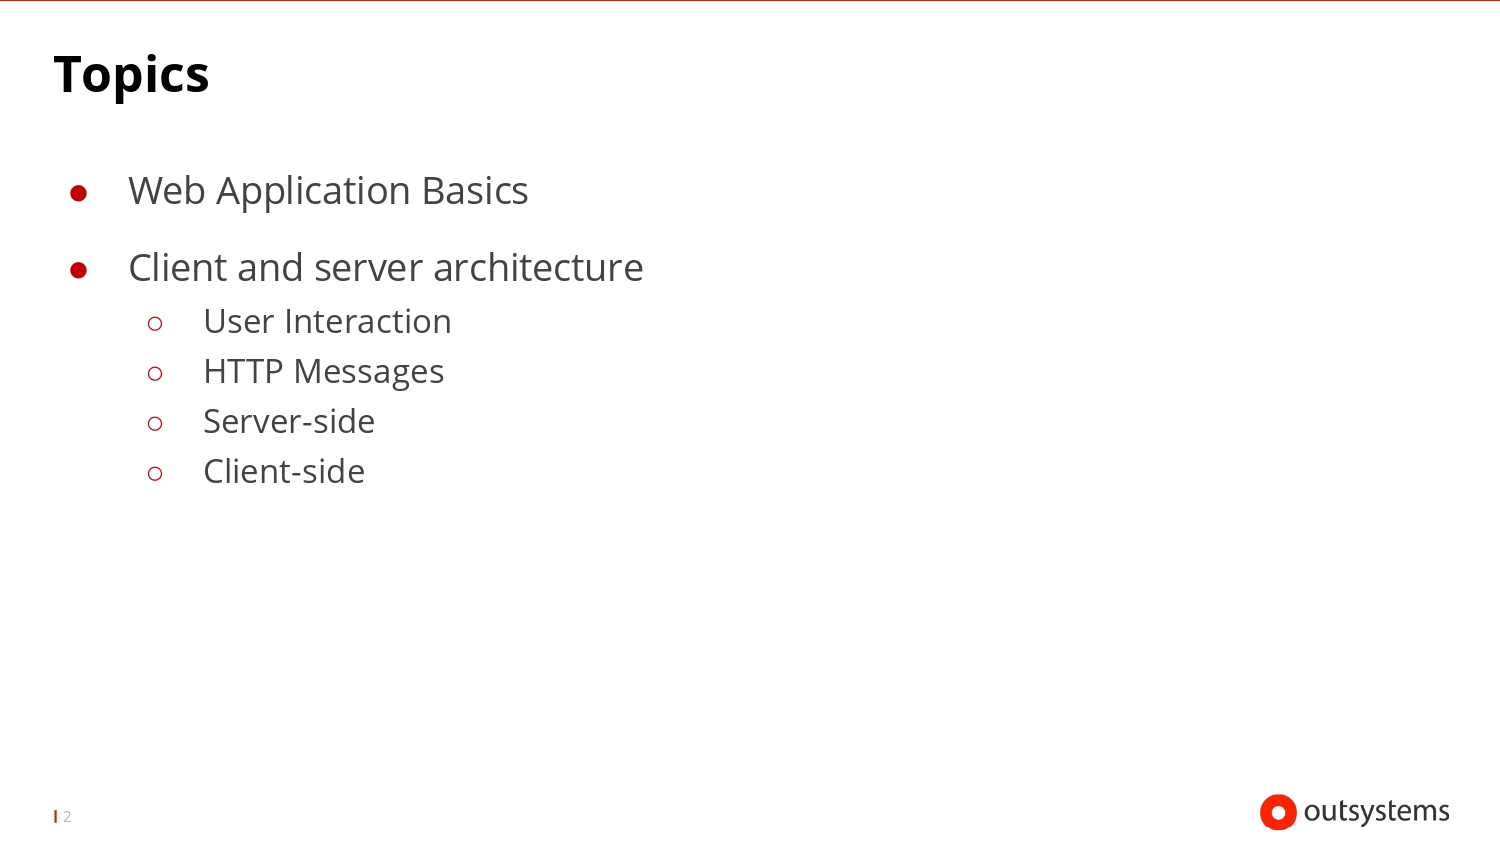 Topics
● Web Application Basics
● Client and server architecture
○ User Interaction
○ HTTP Messages
○ Server-side
○ Client-side
2
outsystems